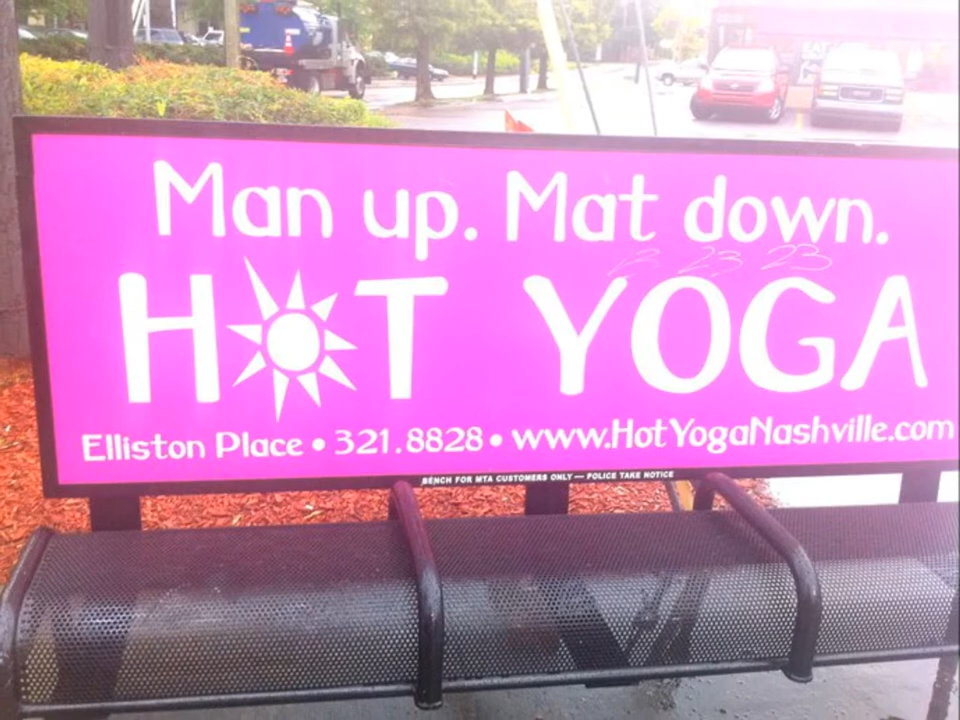 Man up. Mat down.
HOT YOGA
Elliston Place • 321.8828 • www.HotYogaNashville.com
BENCH FOR MTA CUSTOMERS ONLY — POLICE TAKE NOTICE